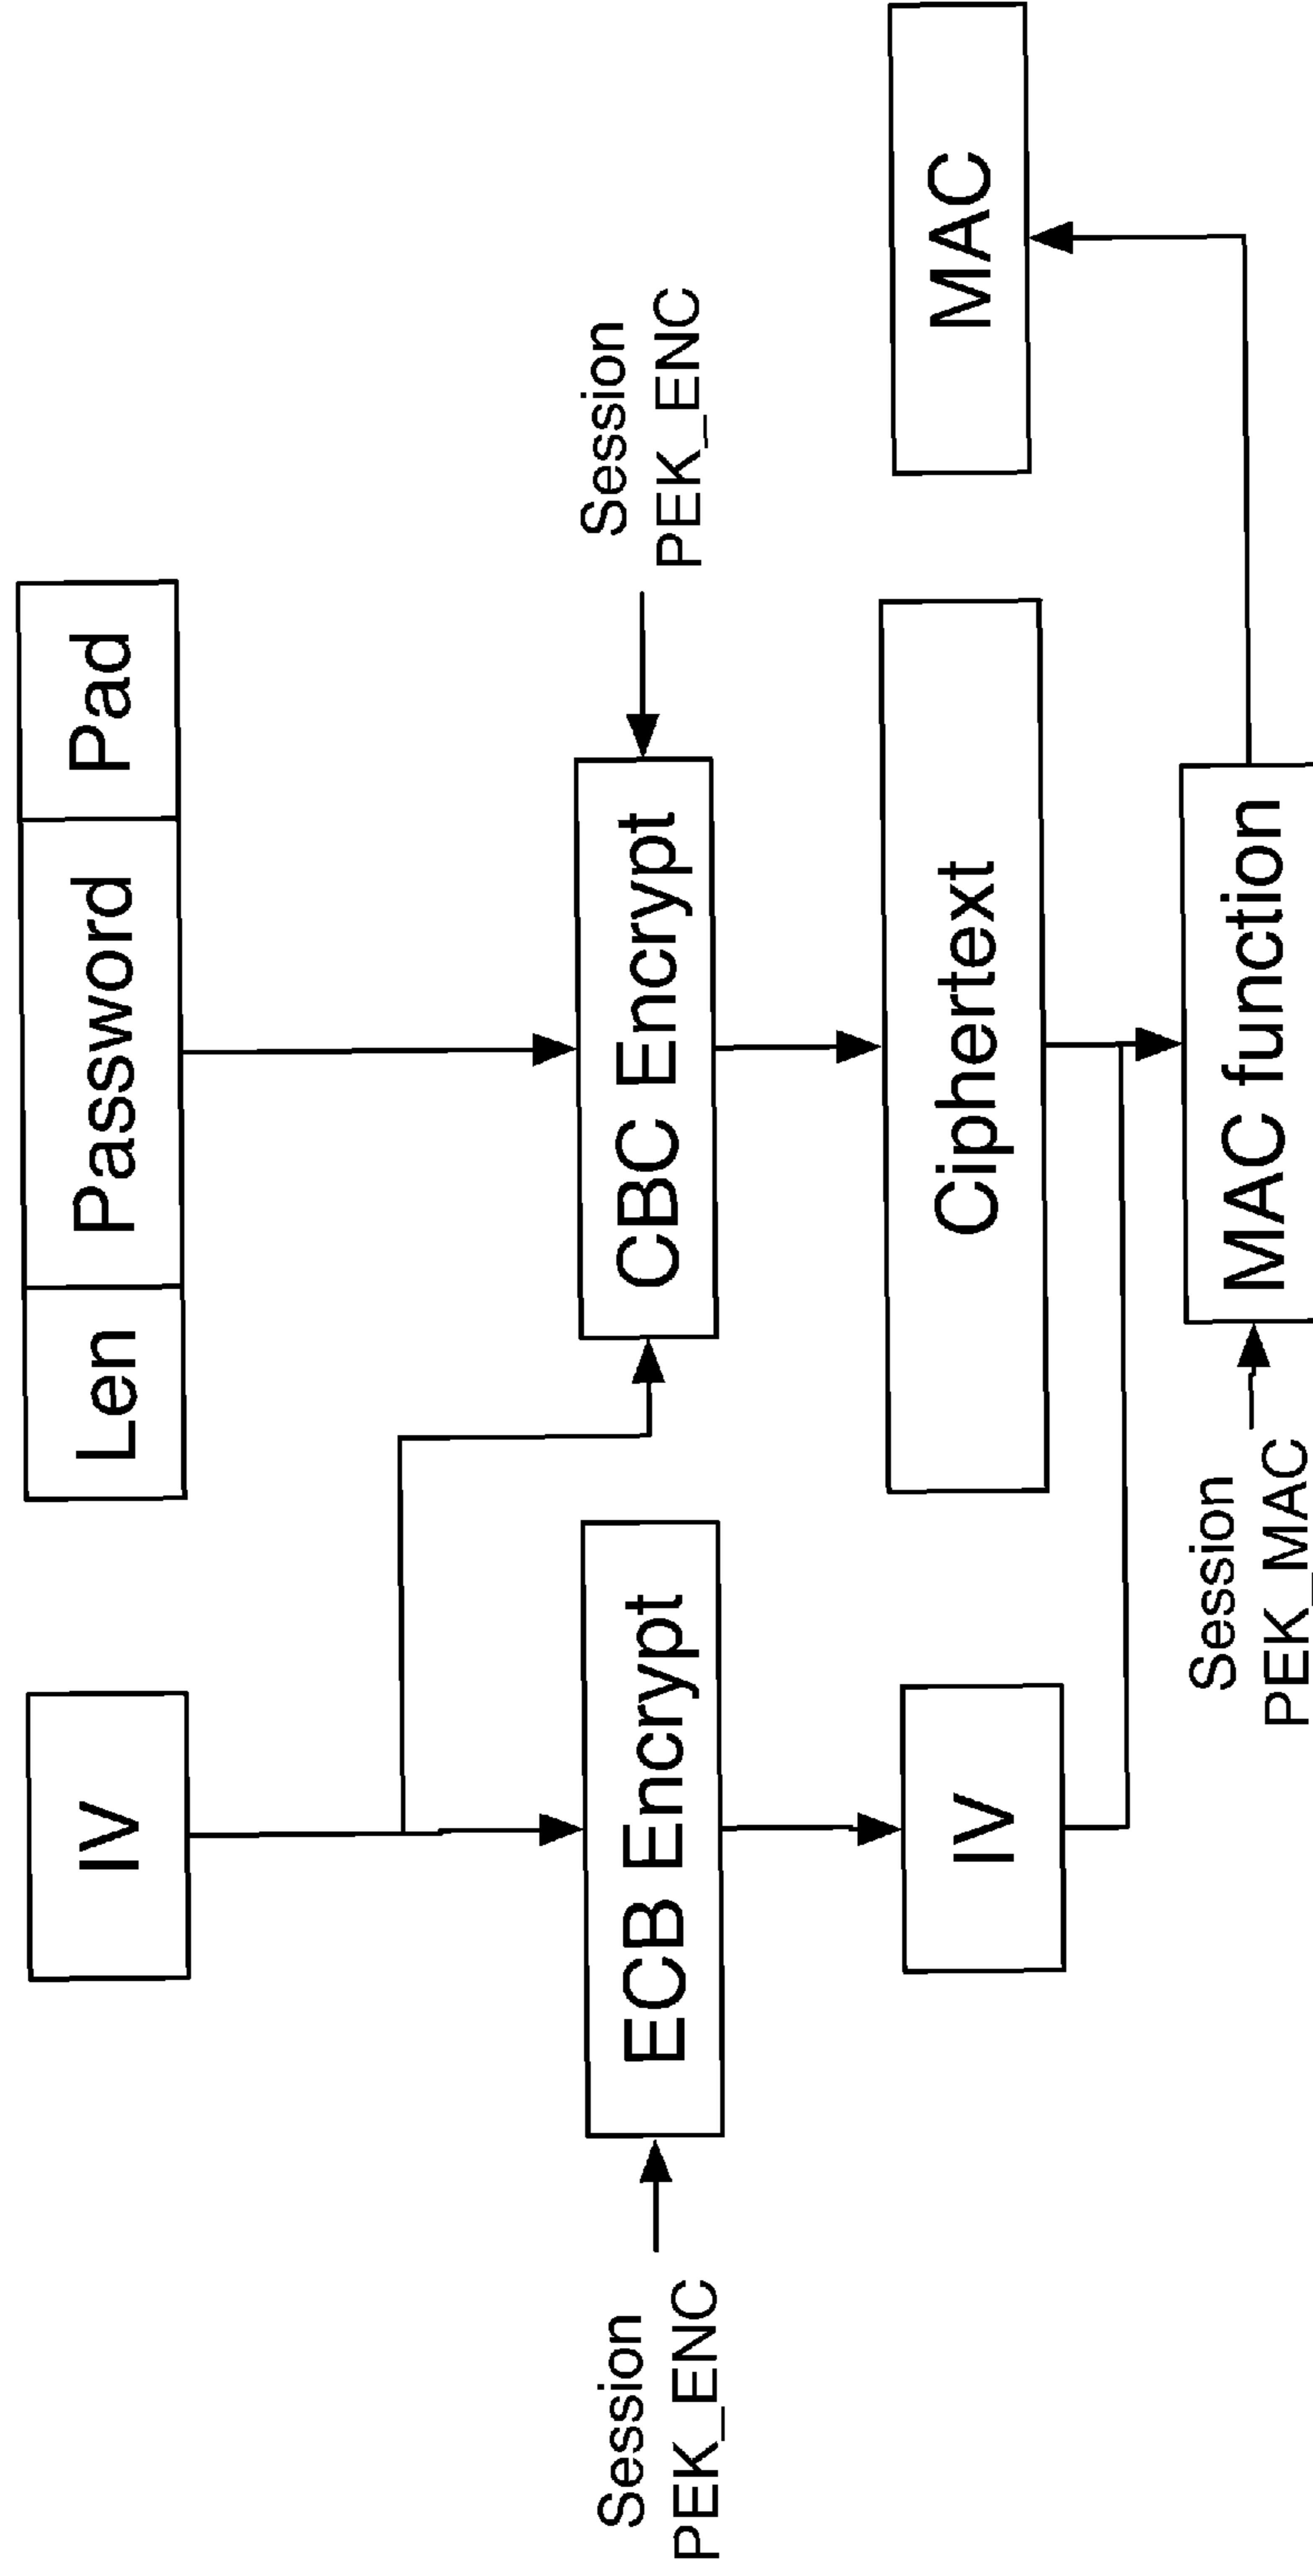 IV
Len
Password
Pad
Session
PEK_ENC
ECB Encrypt
CBC Encrypt
Session
PEK_ENC
IV
Ciphertext
MAC
Session
PEK_MAC
MAC function